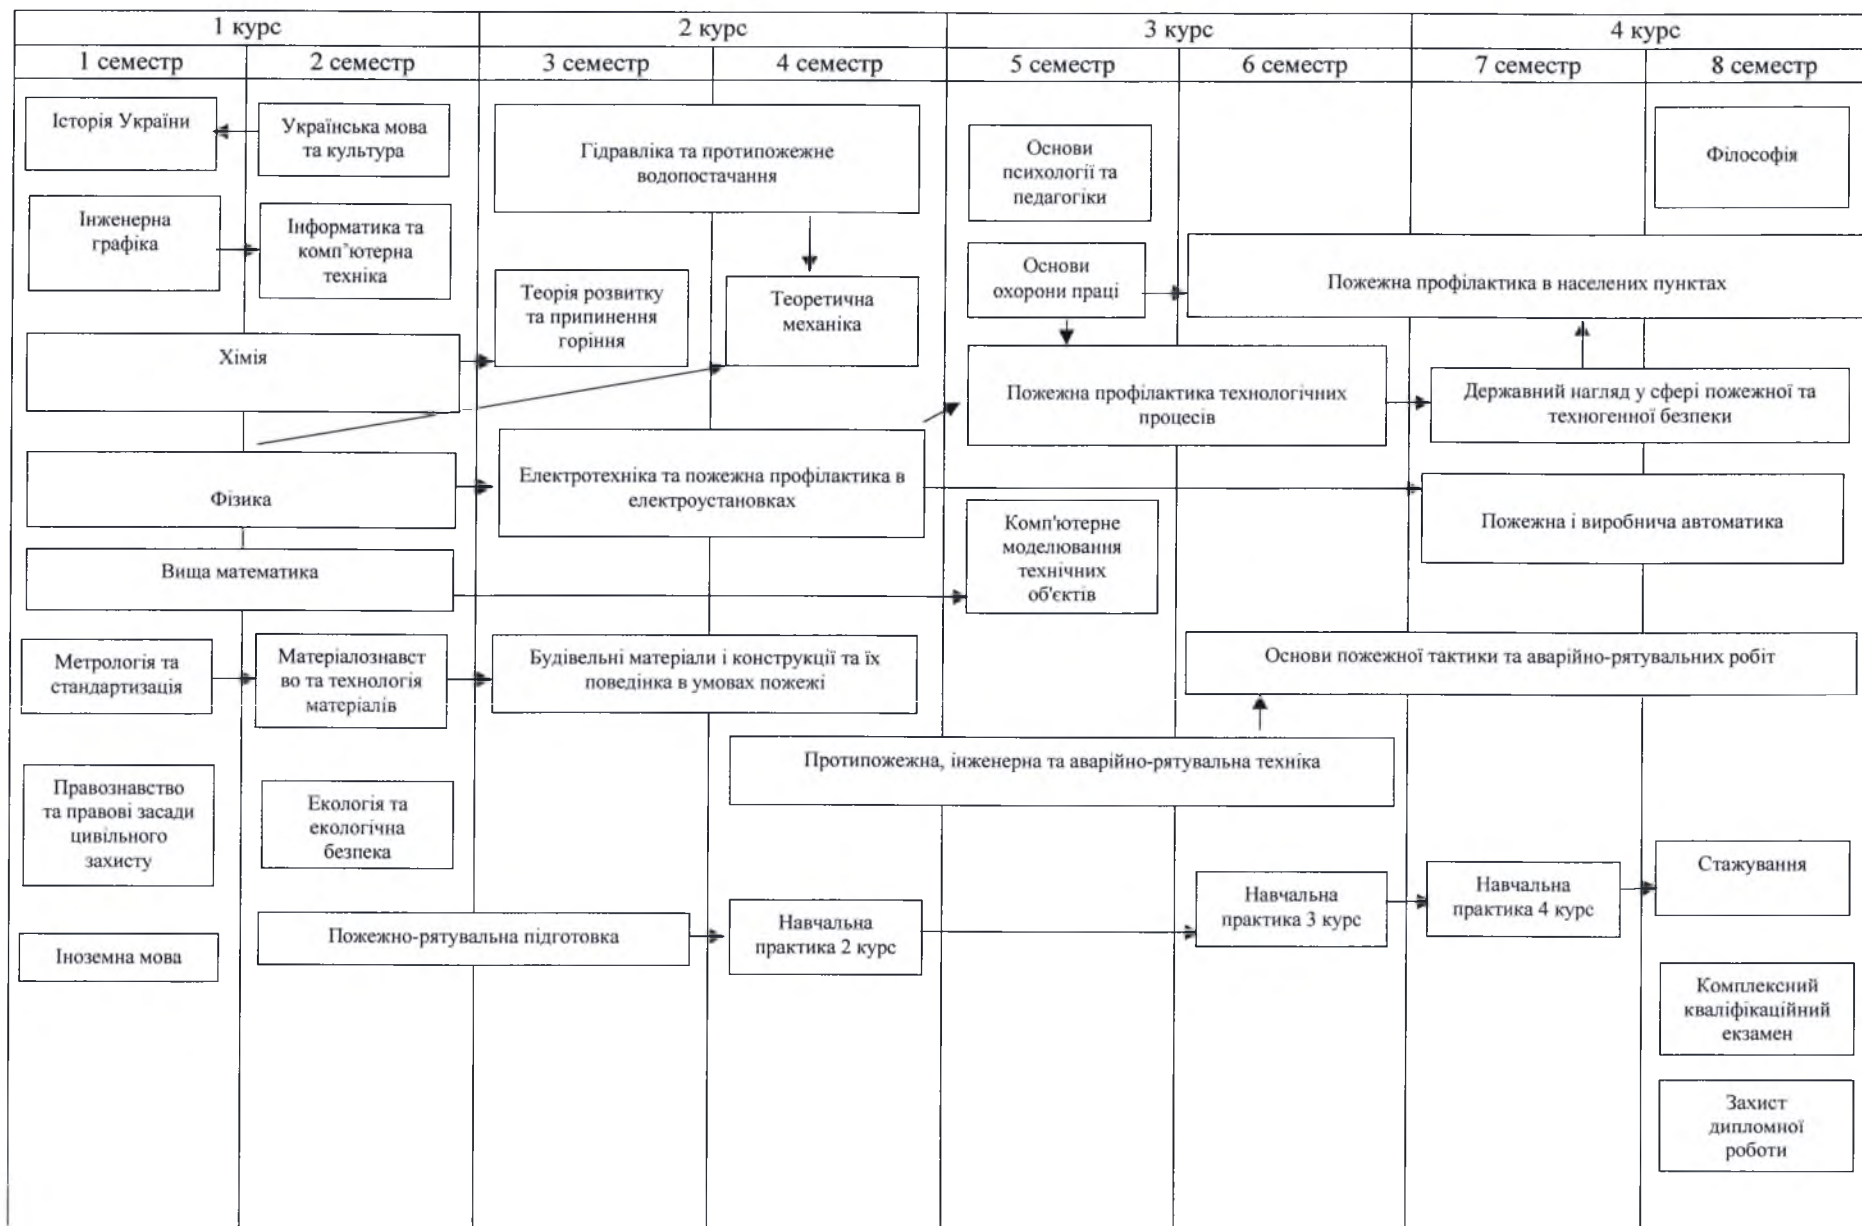 1 курс
2 курс
3 курс
4 курс
1 семестр
2 семестр
3 семестр
4 семестр
5 семестр
6 семестр
7 семестр
8 семестр
Історія України
Українська мова
та культура
Гідравліка та протипожежне
водопостачання
Основи
психології та
педагогіки
Філософія
Інженерна
графіка
Інформатика та
комп"ютерна
техніка
Теорія розвитку
та припинення
горіння
Теоретична
механіка
Основи
охорони праці
Пожежна профілактика в населених пунктах
Хімія
Пожежна профілактика технологічних
процесів
Державний нагляд у сфері пожежної та
техногенної безпеки
Фізика
Електротехніка та пожежна профілактика в
електроустановках
Комп'ютерне
моделювання
технічних
об'єктів
Пожежна і виробнича автоматика
Вища математика
Метрологія та
стандартизація
Матеріалознавст
во та технологія
матеріалів
Будівельні матеріали і конструкції та їх
поведінка в умовах пожежі
Основи пожежної тактики та аварійно-рятувальних робіт
Протипожежна, інженерна та аварійно-рятувальна техніка
Правознавство
та правові засади
цивільного
захисту
Екологія та
екологічна
безпека
Іноземна мова
Пожежно-рятувальна підготовка
Навчальна
практика 2 курс
Навчальна
практика 3 курс
Навчальна
практика 4 курс
Стажування
Комплексний
кваліфікаційний
екзамен
Захист
дипломної
роботи